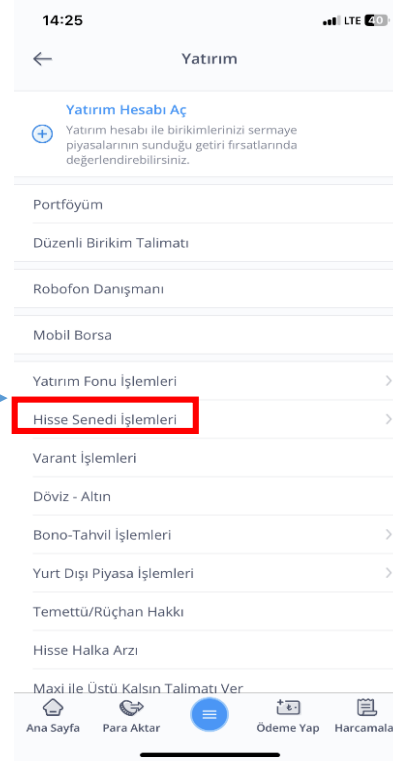 14:25
LTE 40
Yatırım
Yatırım Hesabı Aç
Yatırım hesabı ile birikimlerinizi sermaye
piyasalarının sunduğu getiri fırsatlarında
değerlendirebilirsiniz.
Portföyüm
Düzenli Birikim Talimatı
Robofon Danışmanı
Mobil Borsa
Yatırım Fonu İşlemleri
Hisse Senedi İşlemleri
Varant İşlemleri
Döviz - Altın
Bono-Tahvil İşlemleri
Yurt Dışı Piyasa İşlemleri
Temettü/Rüçhan Hakkı
Hisse Halka Arzı
Maxi ile Üstü Kalsın Talimatı Ver
Ana Sayfa Para Aktar Ödeme Yap Harcamala